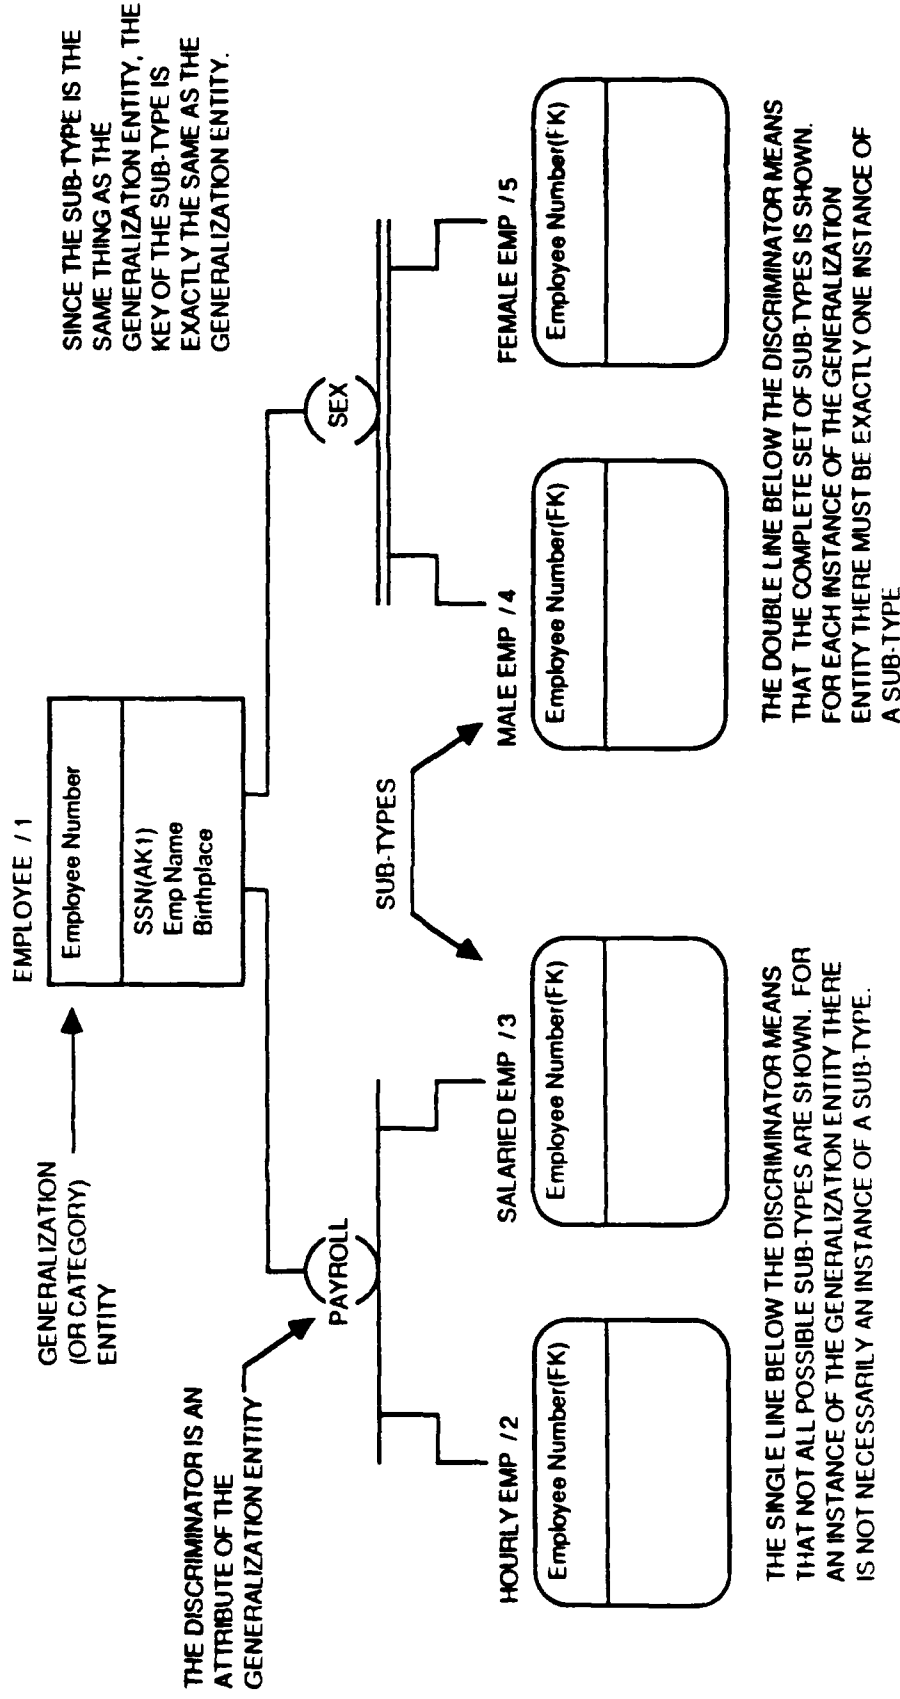 EMPLOYEE / 1
Employee Number
SSN(AK1)
Emp Name
Birthplace
GENERALIZATION
(OR CATEGORY)
ENTITY
SINCE THE SUB-TYPE IS THE
SAME THING AS THE
GENERALIZATION ENTITY, THE
KEY OF THE SUB-TYPE IS
EXACTLY THE SAME AS THE
GENERALIZATION ENTITY.
THE DISCRIMINATOR IS AN
ATTRIBUTE OF THE
GENERALIZATION ENTITY
PAYROLL
SEX
SUB-TYPES
HOURLY EMP / 2
Employee Number(FK)
SALARIED EMP / 3
Employee Number(FK)
MALE EMP / 4
Employee Number(FK)
FEMALE EMP / 5
Employee Number(FK)
THE SINGLE LINE BELOW THE DISCRIMINATOR MEANS
THAT NOT ALL POSSIBLE SUB-TYPES ARE SHOWN. FOR
AN INSTANCE OF THE GENERALIZATION ENTITY THERE
IS NOT NECESSARILY AN INSTANCE OF A SUB-TYPE.
THE DOUBLE LINE BELOW THE DISCRIMINATOR MEANS
THAT THE COMPLETE SET OF SUB-TYPES IS SHOWN.
FOR EACH INSTANCE OF THE GENERALIZATION
ENTITY THERE MUST BE EXACTLY ONE INSTANCE OF
A SUB-TYPE